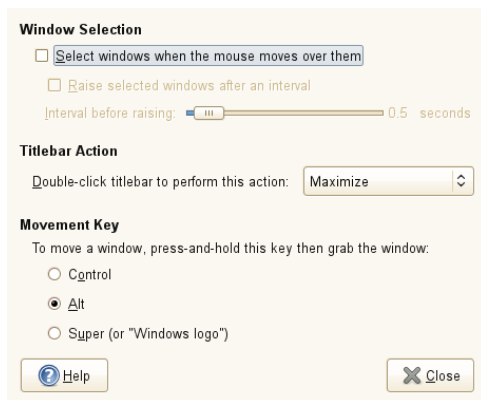 Window Selection
Select windows when the mouse moves over them
Raise selected windows after an interval
Interval before raising: 0.5 seconds
Titlebar Action
Double-click titlebar to perform this action: Maximize
Movement Key
To move a window, press-and-hold this key then grab the window:
Control
Alt
Super (or "Windows logo")
Help Close